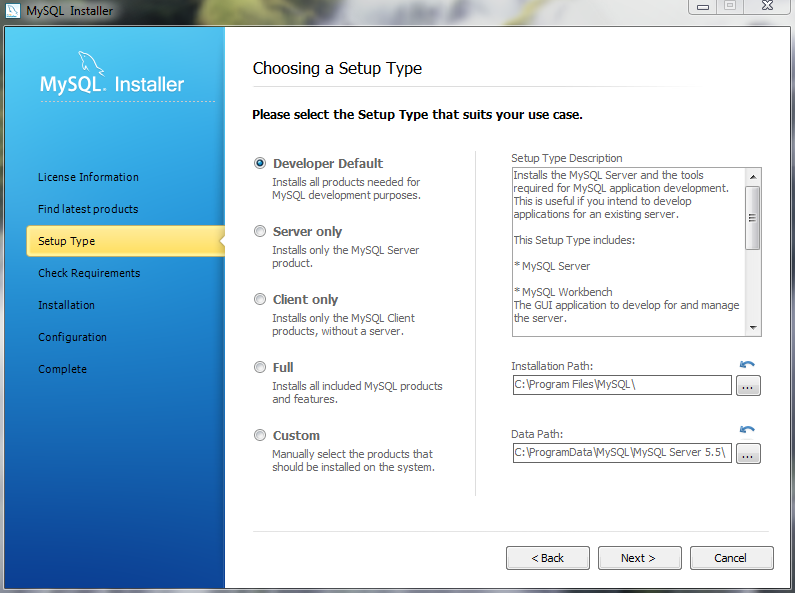 MySQL Installer
MySQL. Installer
License Information
Find latest products
Setup Type
Check Requirements
Installation
Configuration
Complete
Choosing a Setup Type
Please select the Setup Type that suits your use case.
Developer Default
Installs all products needed for
MySQL development purposes.
Server only
Installs only the MySQL Server
product.
Client only
Installs only the MySQL Client
products, without a server.
Full
Installs all included MySQL products
and features.
Custom
Manually select the products that
should be installed on the system.
Setup Type Description
Installs the MySQL Server and the tools
required for MySQL application development.
This is useful if you intend to develop
applications for an existing server.
This Setup Type includes:
* MySQL Server
* MySQL Workbench
The GUI application to develop for and manage
the server.
Installation Path:
C:\Program Files\MySQL\
...
Data Path:
C:\ProgramData\MySQL\MySQL Server 5.5\
...
< Back
Next >
Cancel